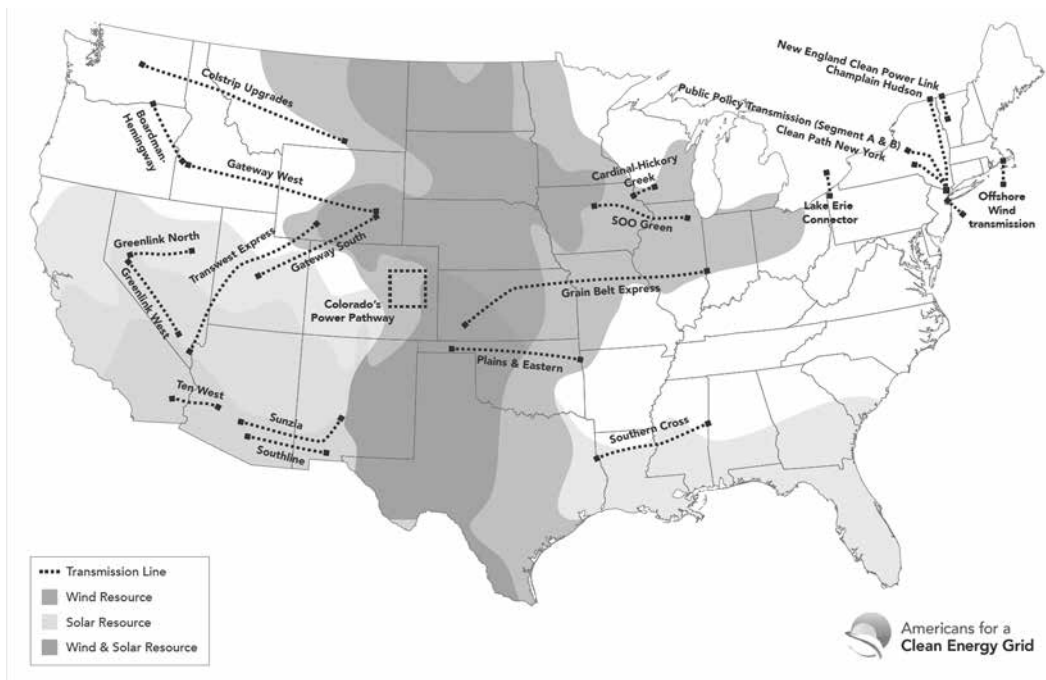 New England Clean Power Link
Champlain Hudson
Public Policy Transmission (Segment A & B)
Clean Path New York
Colstrip Upgrades
Boardman-
Hemingway
Gateway West
Cardinal-Hickory
Creek
SOO Green
Lake Erie
Connector
Offshore
Wind
transmission
Greenlink North
Transwest Express
Gateway South
Greenlink West
Colorado's
Power Pathway
Grain Belt Express
Plains & Eastern
Ten West
Sunzia
Southline
Southern Cross
Transmission Line
Wind Resource
Solar Resource
Wind & Solar Resource
Americans for a
Clean Energy Grid